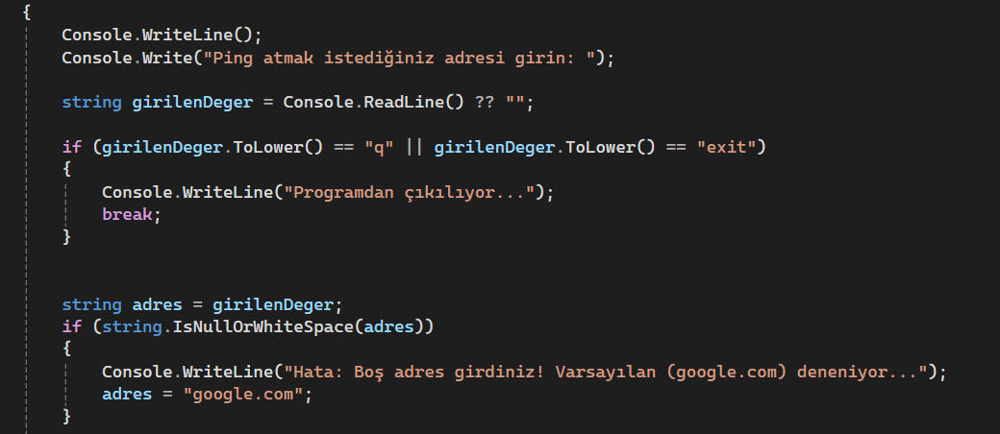 {
Console.WriteLine();
Console.Write("Ping atmak istediğiniz adresi girin: ");
string girilenDeger = Console.ReadLine() ?? "";
if (girilenDeger.ToLower() == "q" || girilenDeger.ToLower() == "exit")
{
Console.WriteLine("Programdan çıkılıyor...");
break;
}
string adres = girilenDeger;
if (string.IsNullOrWhiteSpace(adres))
{
Console.WriteLine("Hata: Boş adres girdiniz! Varsayılan (google.com) deneniyor...");
adres = "google.com";
}